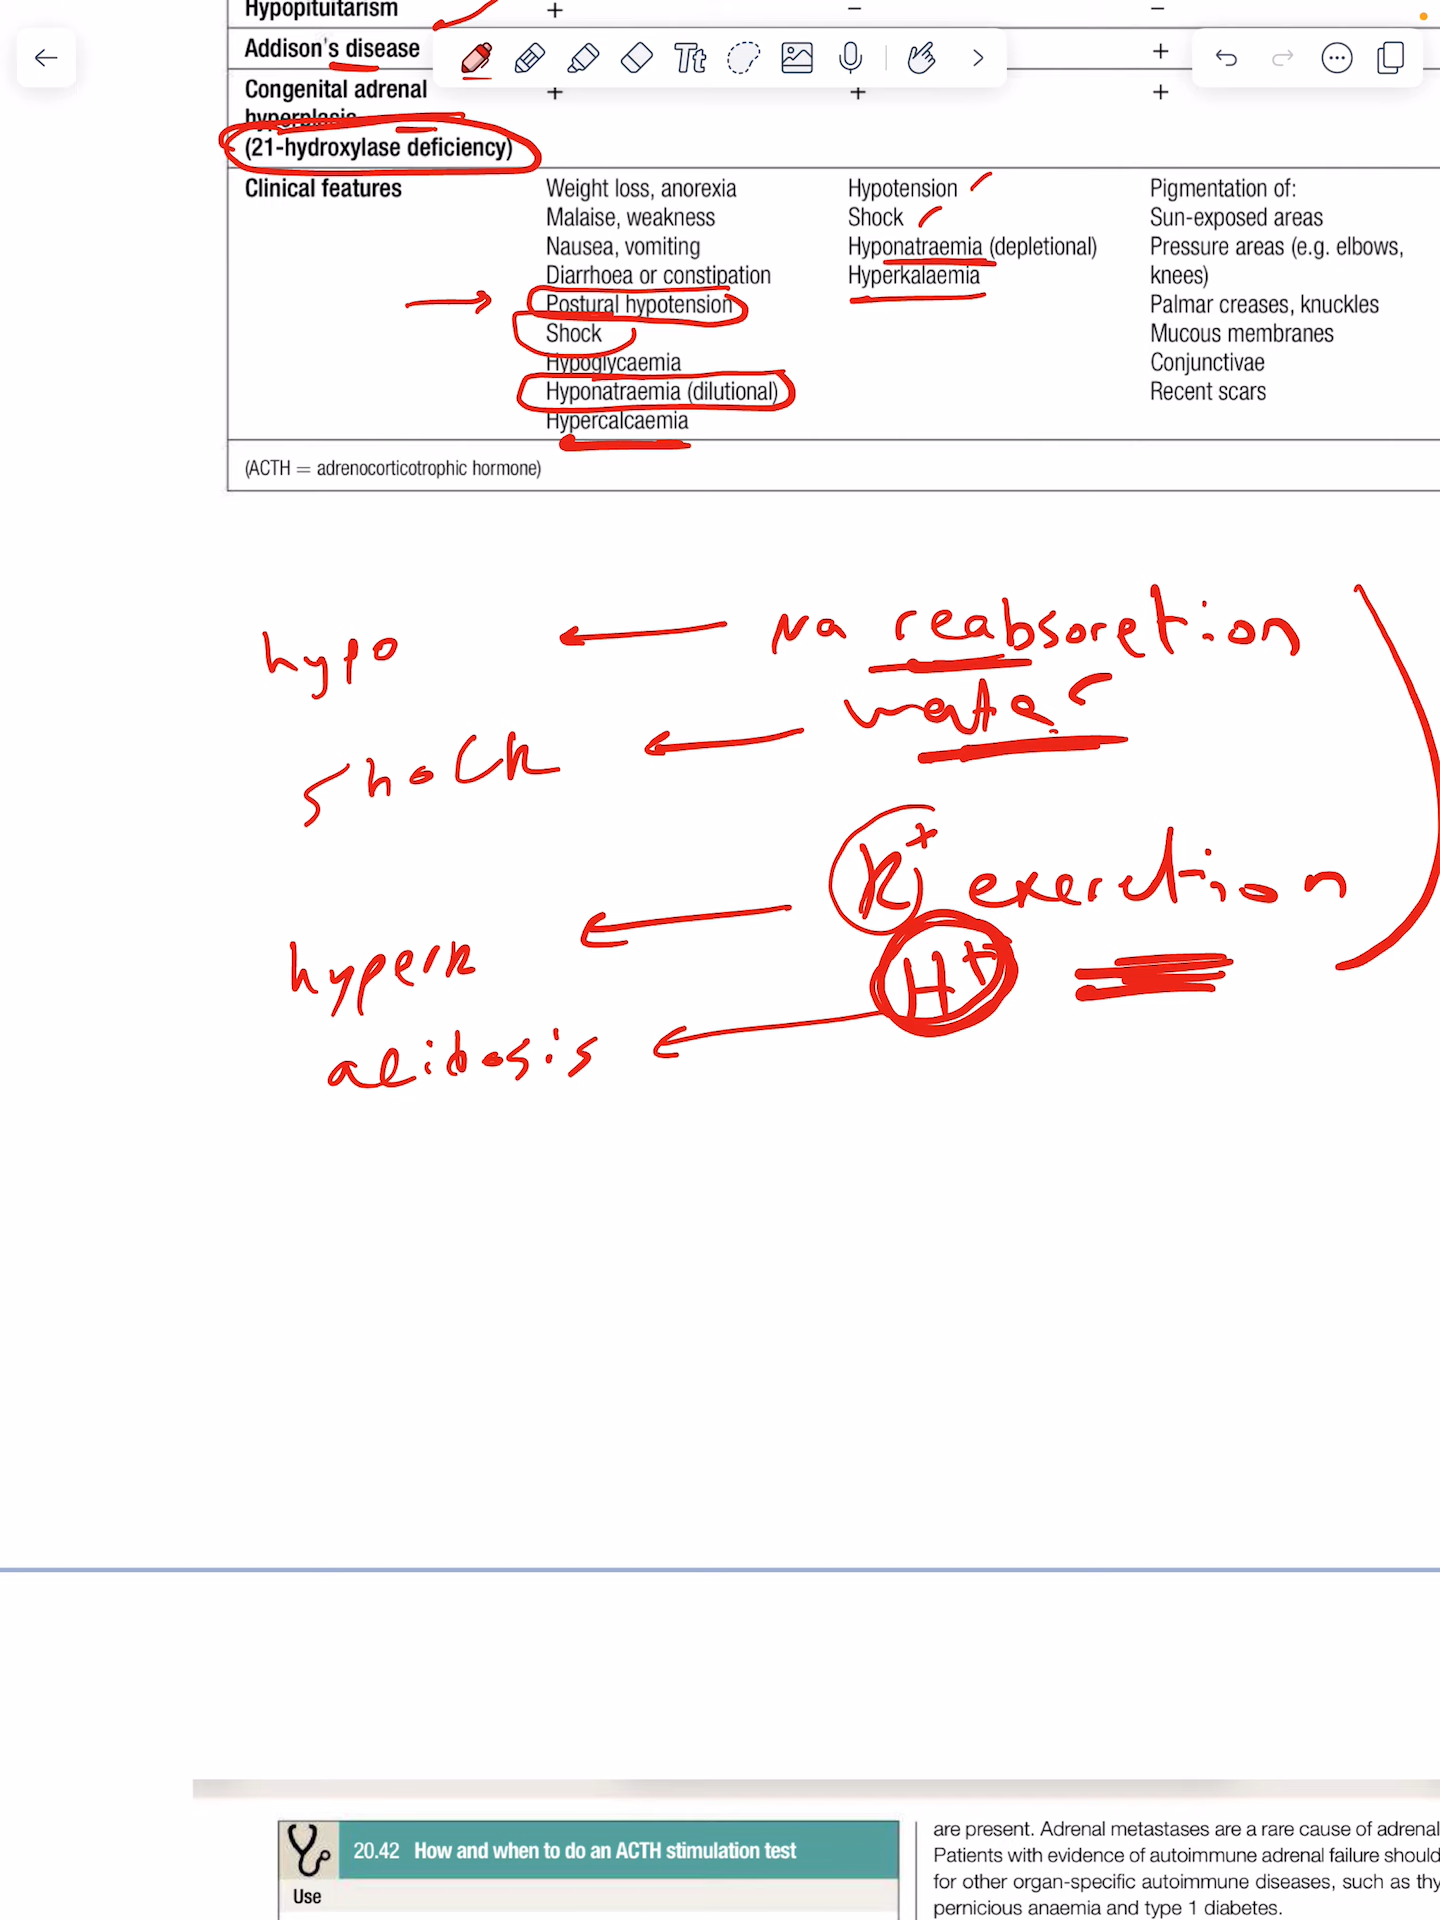 Hypopituitarism + − −
Addison's disease +
Tt
Congenital adrenal + + +
hyperplasia
(21-hydroxylase deficiency)
Clinical features Weight loss, anorexia Hypotension Pigmentation of:
Malaise, weakness Shock Sun-exposed areas
Nausea, vomiting Hyponatraemia (depletional) Pressure areas (e.g. elbows,
Diarrhoea or constipation Hyperkalaemia knees)
Postural hypotension Palmar creases, knuckles
Shock Mucous membranes
Hypoglycaemia Conjunctivae
Hyponatraemia (dilutional) Recent scars
Hypercalcaemia
(ACTH = adrenocorticotrophic hormone)
hypo ← Na reabsoretion
shock ← water
hyperk ← K+ exeretion
H+
acidosis ←
20.42 How and when to do an ACTH stimulation test
Use
are present. Adrenal metastases are a rare cause of adrenal
Patients with evidence of autoimmune adrenal failure should
for other organ-specific autoimmune diseases, such as thy
pernicious anaemia and type 1 diabetes.